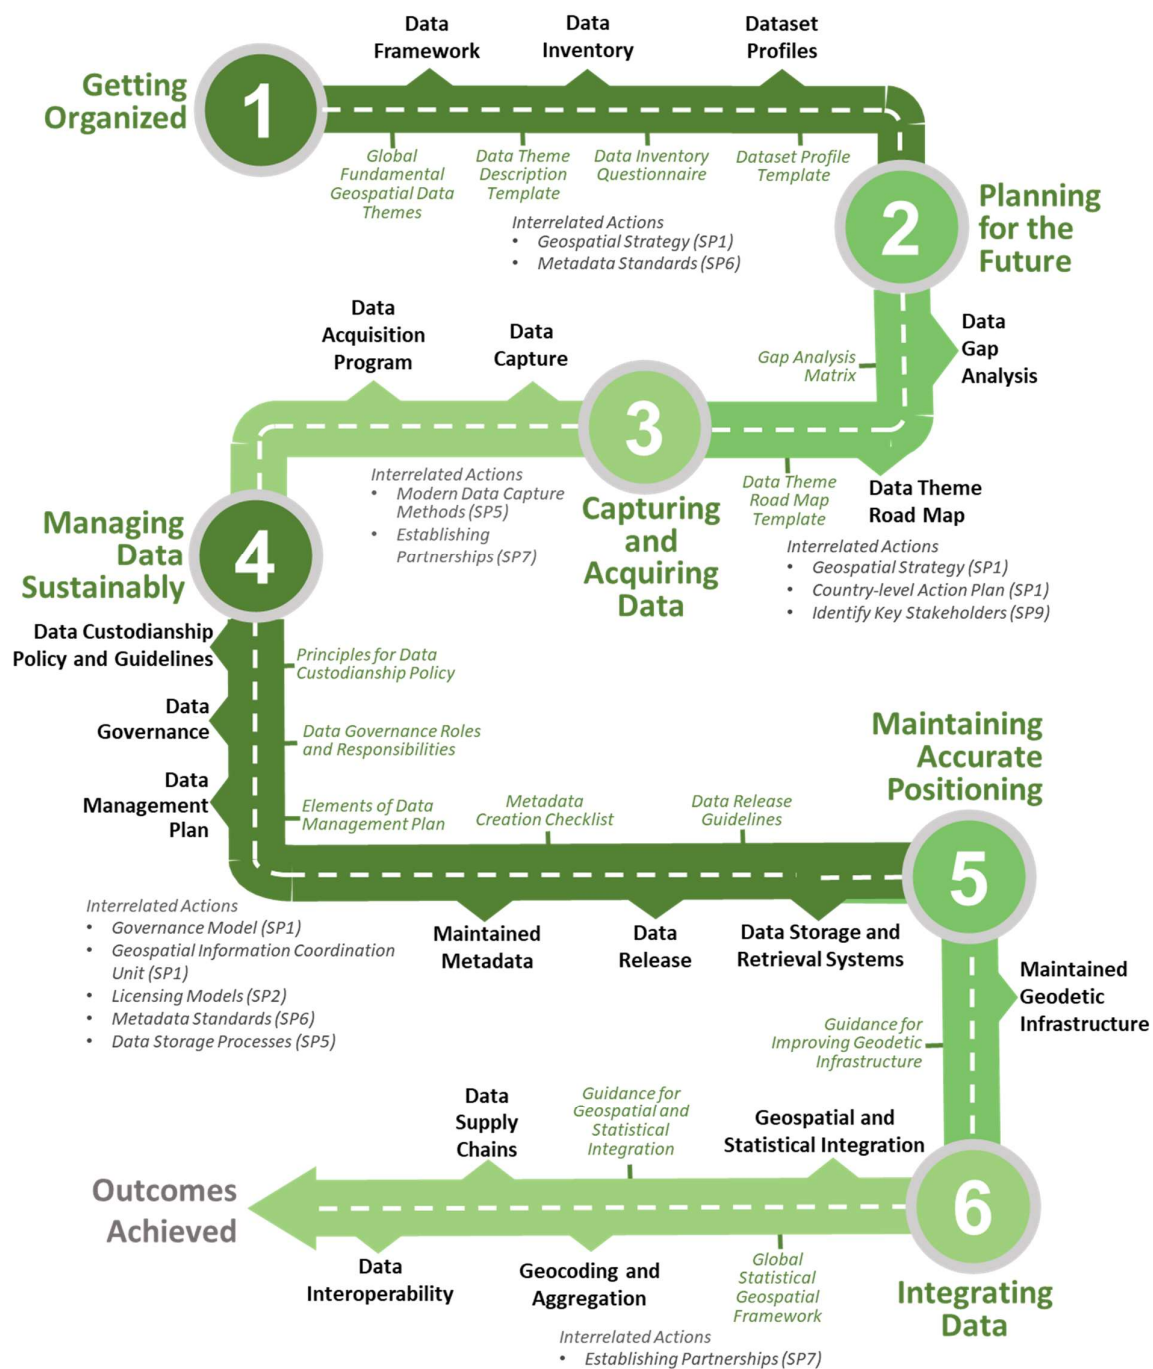 Getting
Organized
1
Data
Framework
Data
Inventory
Dataset
Profiles
Global
Fundamental
Geospatial Data
Themes
Data Theme
Description
Template
Data Inventory
Questionnaire
Dataset Profile
Template
Interrelated Actions
• Geospatial Strategy (SP1)
• Metadata Standards (SP6)
2
Planning
for the
Future
Data
Gap
Analysis
Gap Analysis
Matrix
Data Theme
Road Map
Data Theme
Road Map
Template
Interrelated Actions
• Geospatial Strategy (SP1)
• Country-level Action Plan (SP1)
• Identify Key Stakeholders (SP9)
3
Capturing
and
Acquiring
Data
Data
Capture
Data
Acquisition
Program
Interrelated Actions
• Modern Data Capture
Methods (SP5)
• Establishing
Partnerships (SP7)
4
Managing
Data
Sustainably
Data Custodianship
Policy and Guidelines
Principles for Data
Custodianship Policy
Data
Governance
Data Governance Roles
and Responsibilities
Data
Management
Plan
Elements of Data
Management Plan
Metadata
Creation Checklist
Data Release
Guidelines
Interrelated Actions
• Governance Model (SP1)
• Geospatial Information Coordination
Unit (SP1)
• Licensing Models (SP2)
• Metadata Standards (SP6)
• Data Storage Processes (SP5)
Maintained
Metadata
Data
Release
Data Storage and
Retrieval Systems
Maintaining
Accurate
Positioning
5
Maintained
Geodetic
Infrastructure
Guidance for
Improving Geodetic
Infrastructure
6
Integrating
Data
Geospatial and
Statistical Integration
Guidance for
Geospatial and
Statistical
Integration
Data
Supply
Chains
Global
Statistical
Geospatial
Framework
Geocoding and
Aggregation
Data
Interoperability
Interrelated Actions
• Establishing Partnerships (SP7)
Outcomes
Achieved